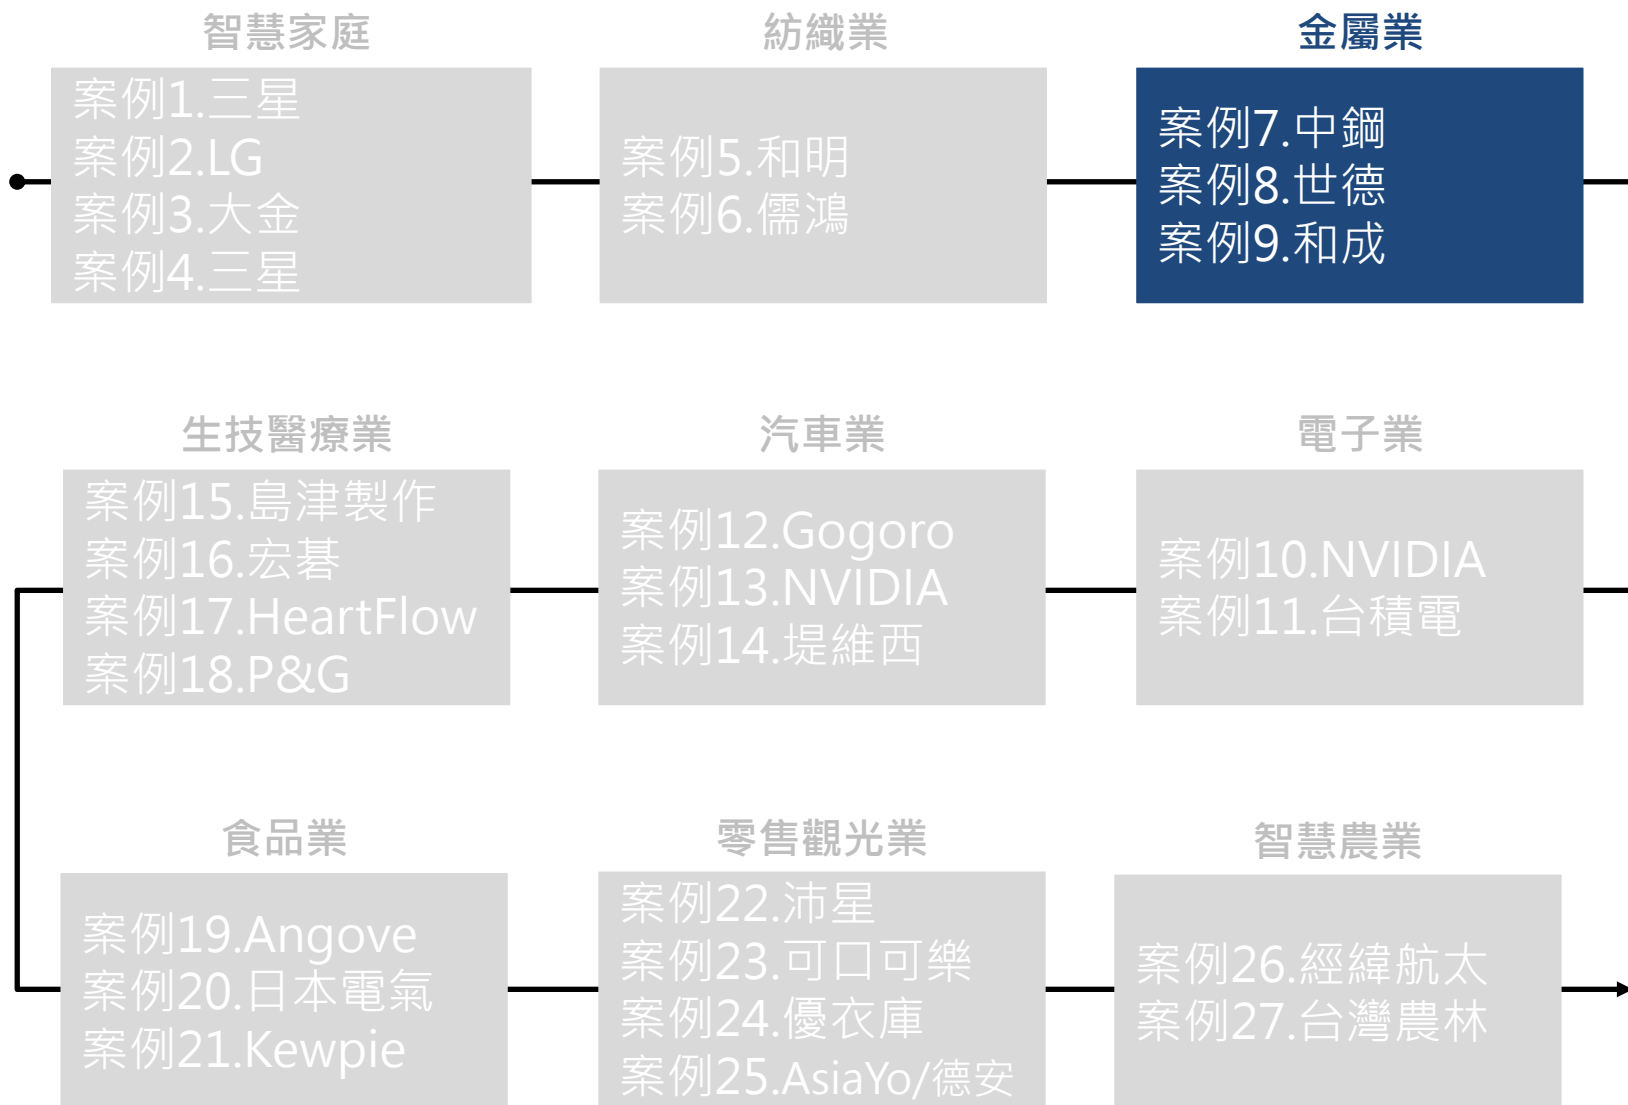 智慧家庭
案例1.三星
案例2.LG
案例3.大金
案例4.三星
紡織業
案例5.和明
案例6.儒鴻
金屬業
案例7.中鋼
案例8.世德
案例9.和成
電子業
案例10.NVIDIA
案例11.台積電
汽車業
案例12.Gogoro
案例13.NVIDIA
案例14.堤維西
生技醫療業
案例15.島津製作
案例16.宏碁
案例17.HeartFlow
案例18.P&G
食品業
案例19.Angove
案例20.日本電氣
案例21.Kewpie
零售觀光業
案例22.沛星
案例23.可口可樂
案例24.優衣庫
案例25.AsiaYo/德安
智慧農業
案例26.經緯航太
案例27.台灣農林